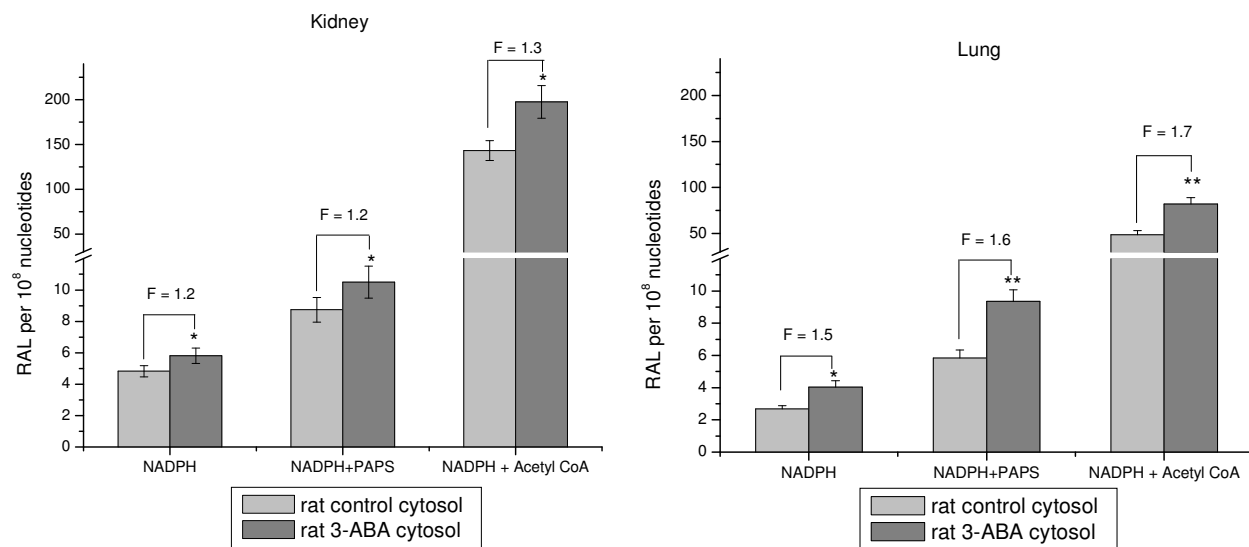 Kidney
RAL per 10⁸ nucleotides
200
150
100
50
10
8
6
4
2
0
F = 1.2
*
F = 1.2
*
F = 1.3
*
NADPH
NADPH+PAPS
NADPH + Acetyl CoA
rat control cytosol
rat 3-ABA cytosol
Lung
RAL per 10⁸ nucleotides
200
150
100
50
10
8
6
4
2
0
F = 1.5
*
F = 1.6
**
F = 1.7
**
NADPH
NADPH+PAPS
NADPH + Acetyl CoA
rat control cytosol
rat 3-ABA cytosol